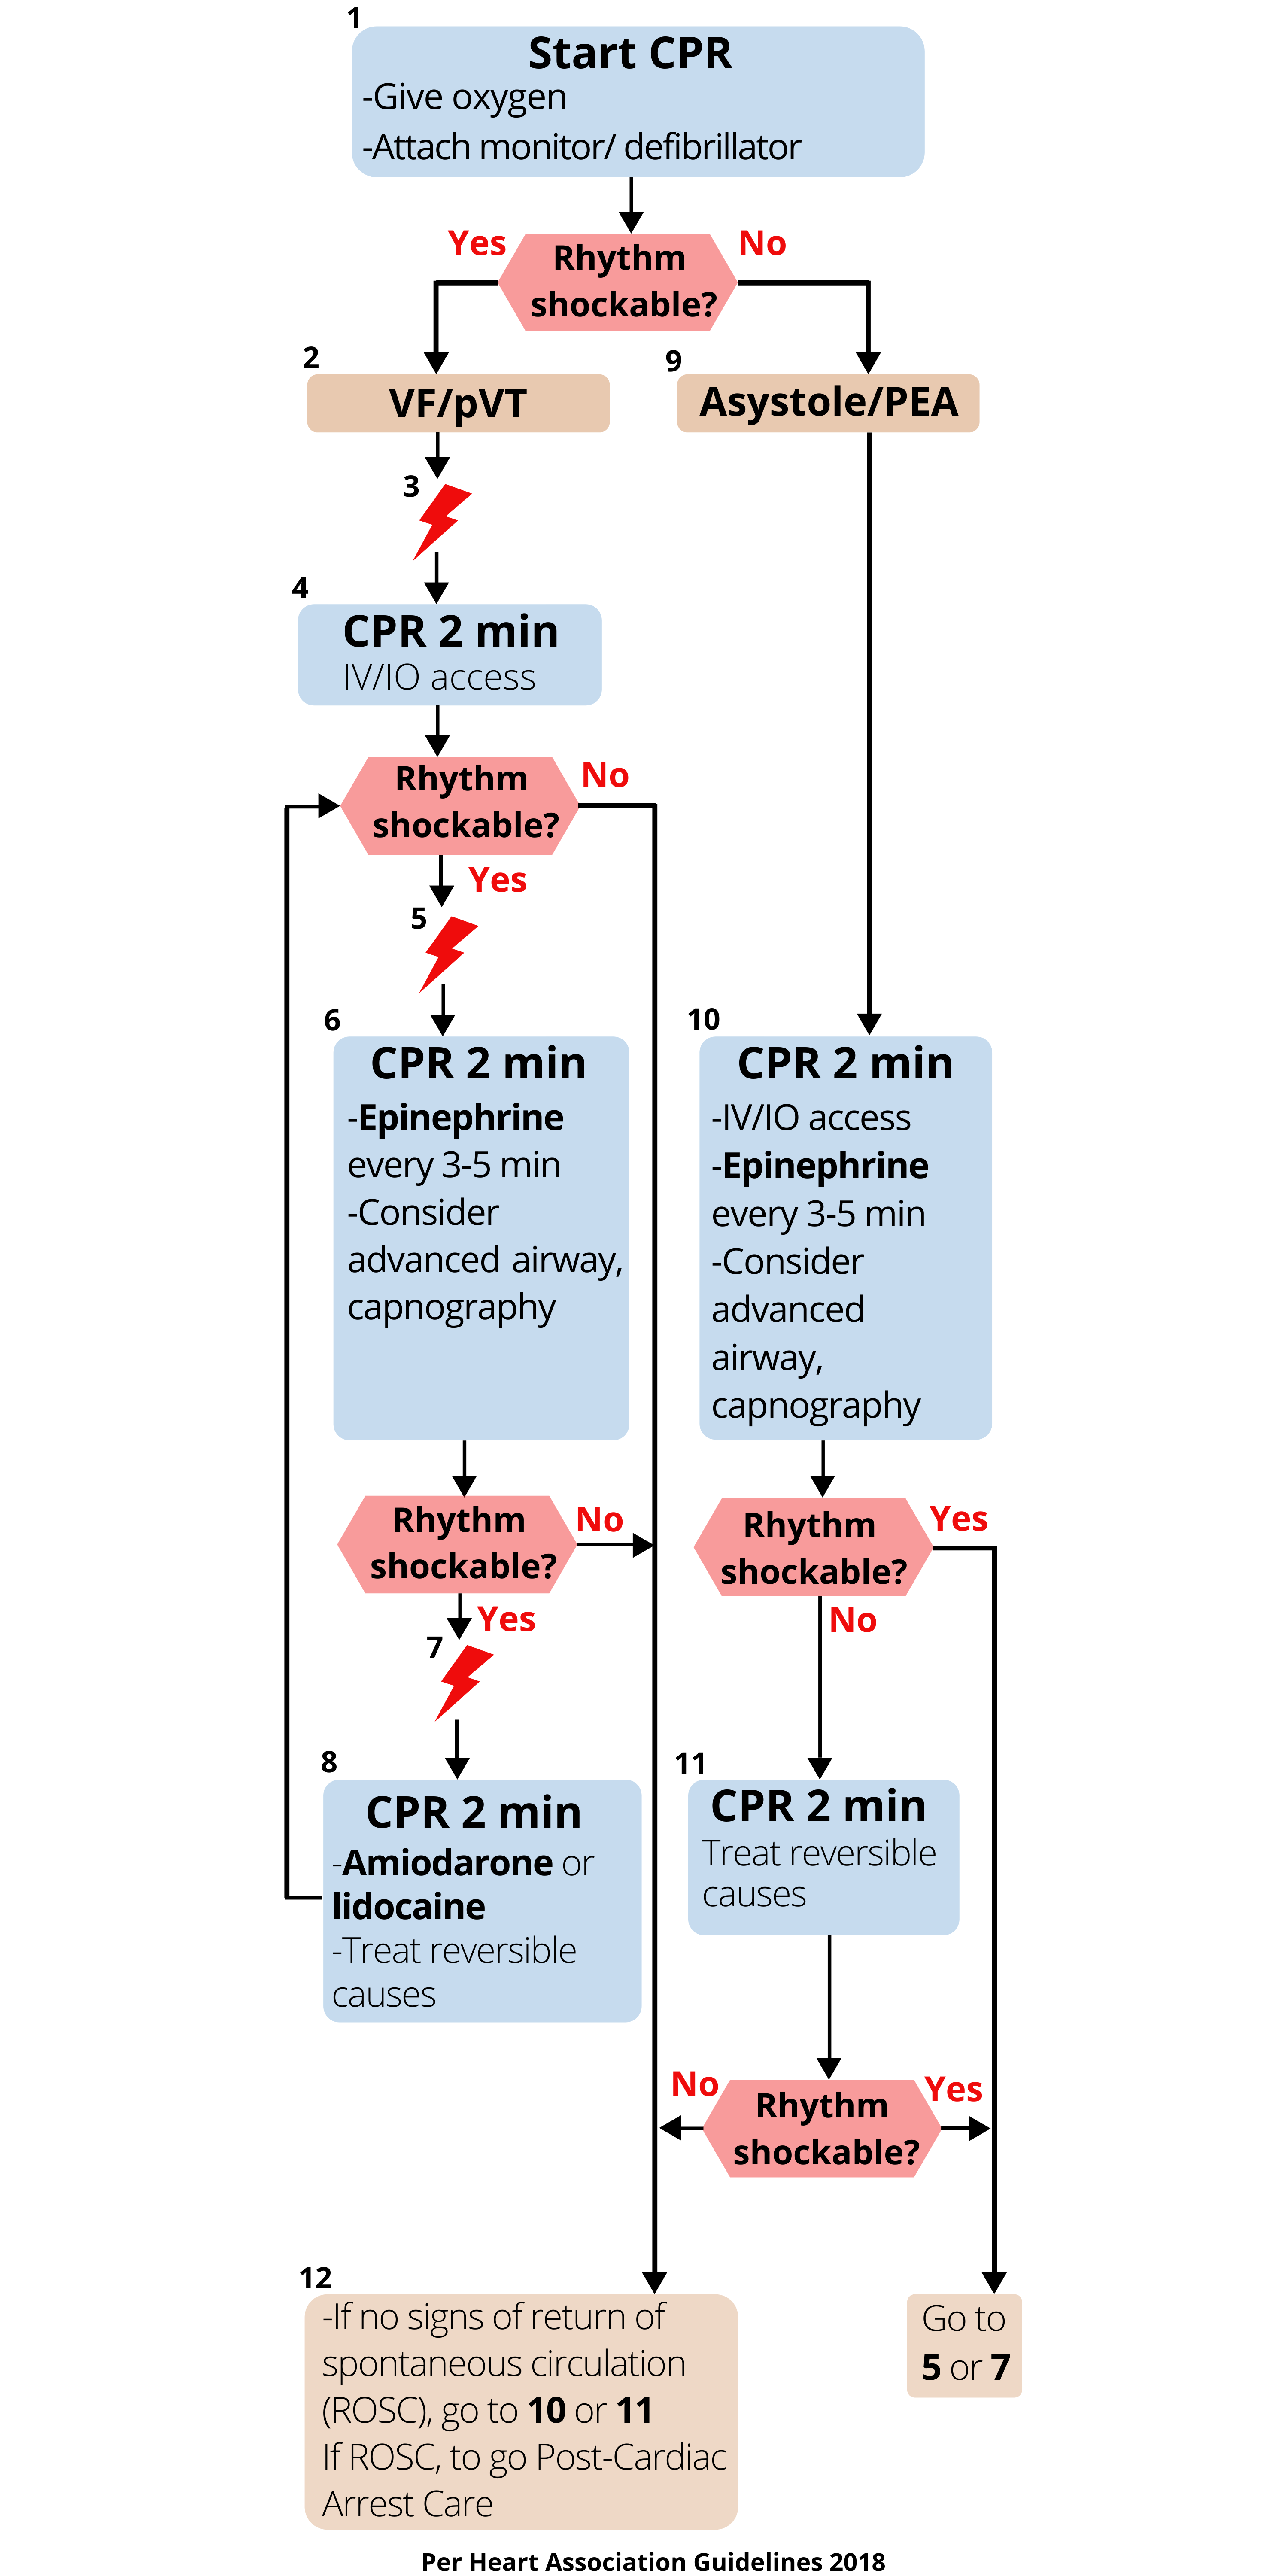 1
Start CPR
-Give oxygen
-Attach monitor/ defibrillator
Yes
Rhythm
shockable?
No
2
VF/pVT
9
Asystole/PEA
3
4
CPR 2 min
IV/IO access
Rhythm
shockable?
No
Yes
5
6
CPR 2 min
-Epinephrine
every 3-5 min
-Consider
advanced airway,
capnography
10
CPR 2 min
-IV/IO access
-Epinephrine
every 3-5 min
-Consider
advanced
airway,
capnography
Rhythm
shockable?
No
Yes
7
8
CPR 2 min
-Amiodarone or
lidocaine
-Treat reversible
causes
Rhythm
shockable?
Yes
No
11
CPR 2 min
Treat reversible
causes
No
Rhythm
shockable?
Yes
12
-If no signs of return of
spontaneous circulation
(ROSC), go to 10 or 11
If ROSC, to go Post-Cardiac
Arrest Care
Go to
5 or 7
Per Heart Association Guidelines 2018